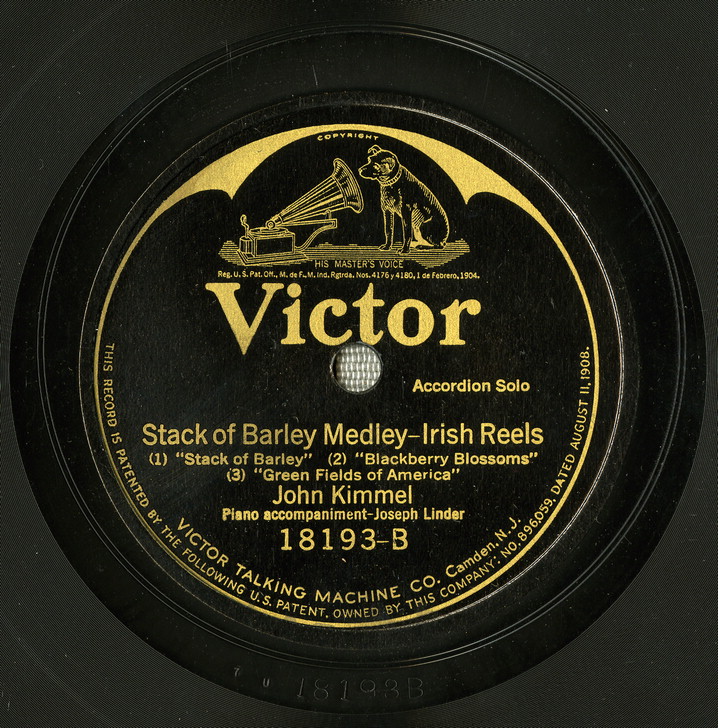 COPYRIGHT
HIS MASTER'S VOICE
Reg. U.S. Pat. Off., M. de F., M. Ind. Rgtrda. Nos. 4176 y 4180, 1 de Febrero, 1904.
Victor
Accordion Solo
Stack of Barley Medley–Irish Reels
(1) "Stack of Barley" (2) "Blackberry Blossoms"
(3) "Green Fields of America"
John Kimmel
Piano accompaniment-Joseph Linder
18193-B
VICTOR TALKING MACHINE CO. Camden, N.J.
THIS RECORD IS PATENTED BY THE FOLLOWING U.S. PATENT, OWNED BY THIS COMPANY: NO. 896,059. DATED AUGUST 11, 1908.
7 U 18193B